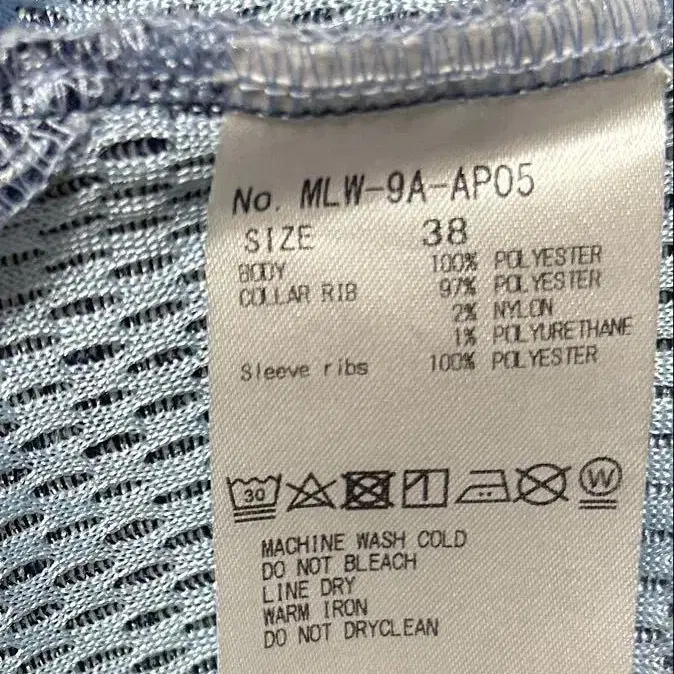 No. MLW-9A-AP05
SIZE 38
BODY 100% POLYESTER
COLLAR RIB 97% POLYESTER
2% NYLON
1% POLYURETHANE
Sleeve ribs 100% POLYESTER
30 W
MACHINE WASH COLD
DO NOT BLEACH
LINE DRY
WARM IRON
DO NOT DRYCLEAN